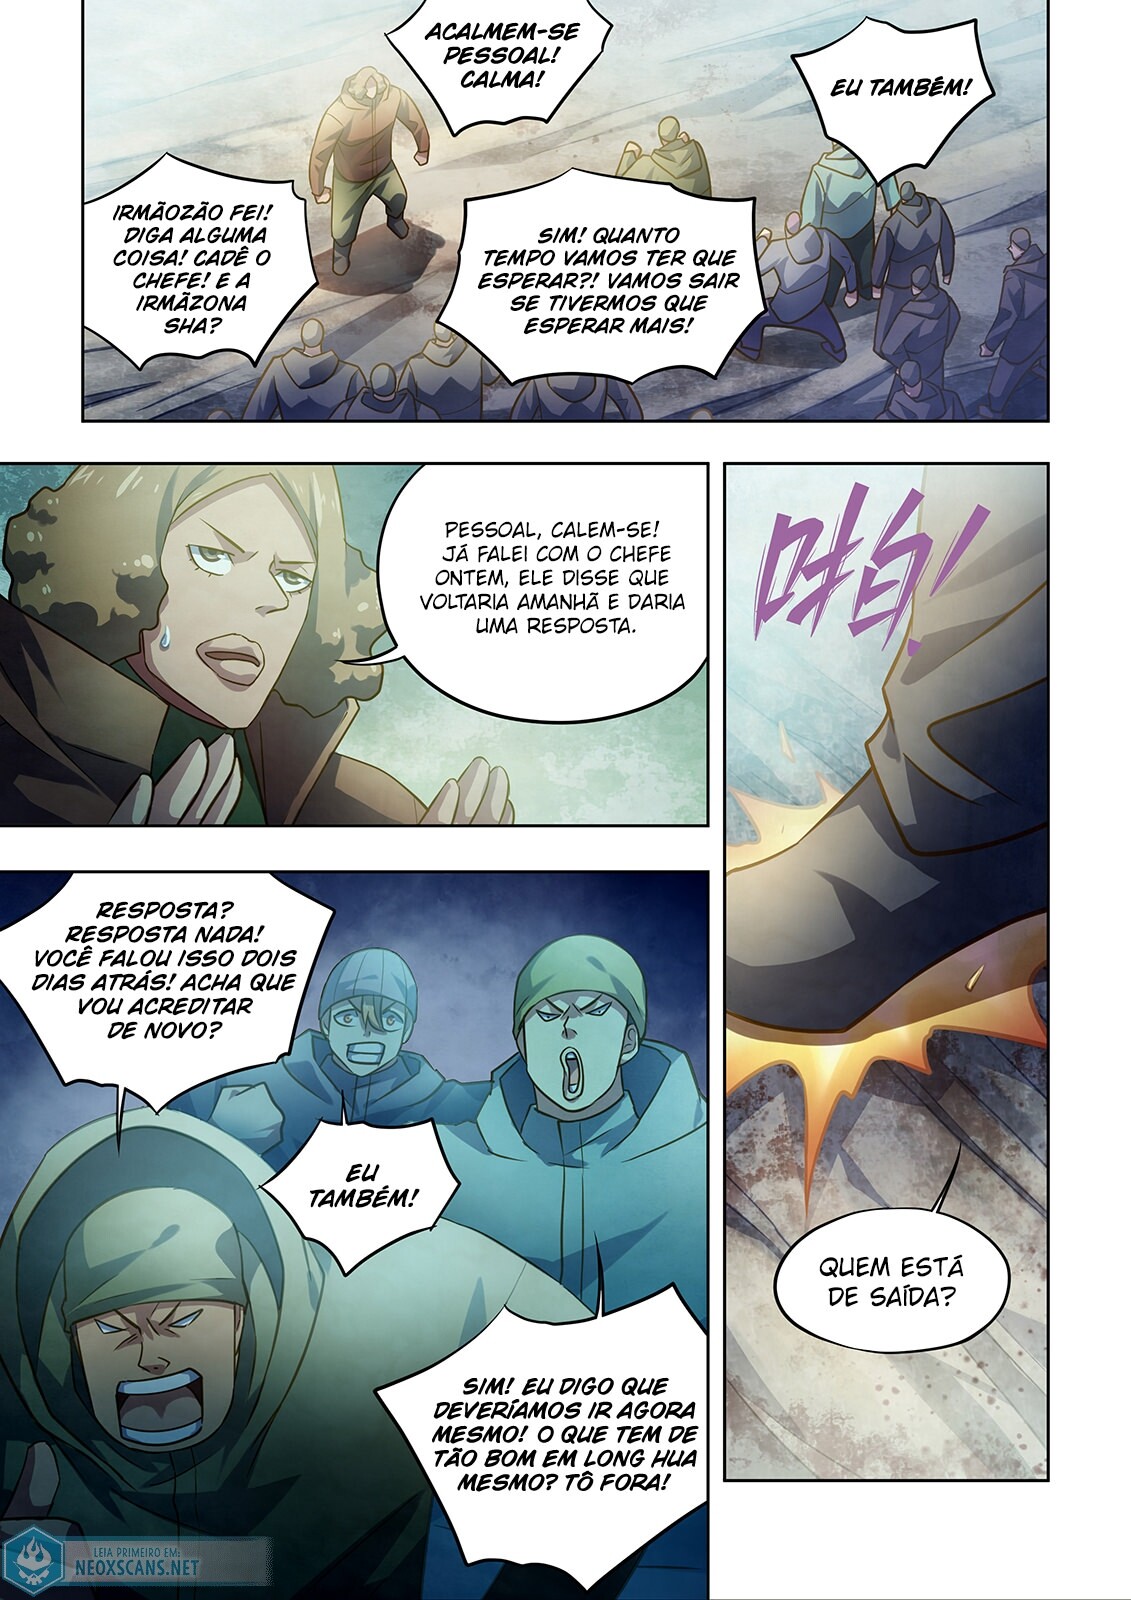 ACALMEM-SE
PESSOAL!
CALMA!
EU TAMBÉM!
IRMÃOZÃO FEI!
DIGA ALGUMA
COISA! CADÊ O
CHEFE! E A
IRMÃZONA
SHA?
SIM! QUANTO
TEMPO VAMOS TER QUE
ESPERAR?! VAMOS SAIR
SE TIVERMOS QUE
ESPERAR MAIS!
PESSOAL, CALEM-SE!
JÁ FALEI COM O CHEFE
ONTEM, ELE DISSE QUE
VOLTARIA AMANHÃ E DARIA
UMA RESPOSTA.
RESPOSTA?
RESPOSTA NADA!
VOCÊ FALOU ISSO DOIS
DIAS ATRÁS! ACHA QUE
VOU ACREDITAR
DE NOVO?
EU
TAMBÉM!
SIM! EU DIGO QUE
DEVERÍAMOS IR AGORA
MESMO! O QUE TEM DE
TÃO BOM EM LONG HUA
MESMO? TÔ FORA!
QUEM ESTÁ
DE SAÍDA?
LEIA PRIMEIRO EM:
NEOXSCANS.NET